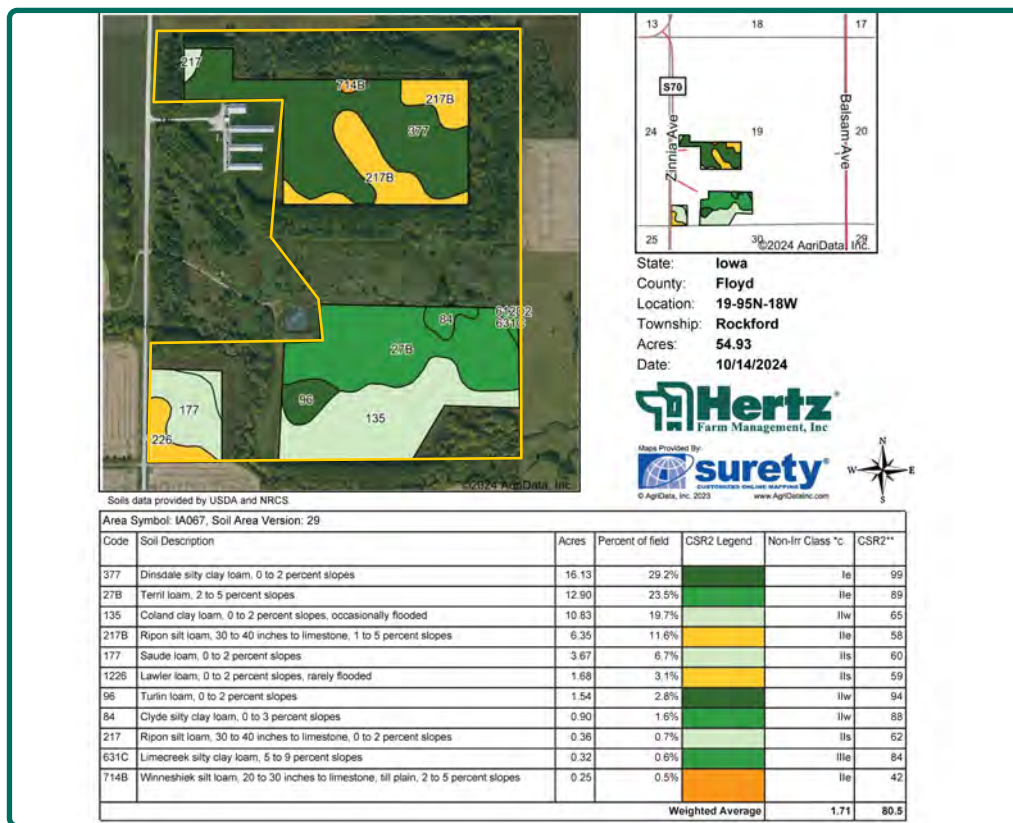 217
714B
217B
377
217B
84
612D2
631C
27B
96
177
135
226
©2024 AgriData, Inc.
Soils data provided by USDA and NRCS.
13 18 17
S70
24 Zinnia Ave 19 Balsam Ave 20
25 30 29
©2024 AgriData, Inc.
State: Iowa
County: Floyd
Location: 19-95N-18W
Township: Rockford
Acres: 54.93
Date: 10/14/2024
Hertz®
Farm Management, Inc
Maps Provided By:
surety®
CUSTOMIZED ONLINE MAPPING
© AgriData, Inc. 2023 www.AgriDataInc.com
N
W E
S
Area Symbol: IA067, Soil Area Version: 29
Code Soil Description Acres Percent of field CSR2 Legend Non-Irr Class *c CSR2**
377 Dinsdale silty clay loam, 0 to 2 percent slopes 16.13 29.2% Ie 99
27B Terril loam, 2 to 5 percent slopes 12.90 23.5% IIe 89
135 Coland clay loam, 0 to 2 percent slopes, occasionally flooded 10.83 19.7% IIw 65
217B Ripon silt loam, 30 to 40 inches to limestone, 1 to 5 percent slopes 6.35 11.6% IIe 58
177 Saude loam, 0 to 2 percent slopes 3.67 6.7% IIs 60
1226 Lawler loam, 0 to 2 percent slopes, rarely flooded 1.68 3.1% IIs 59
96 Turlin loam, 0 to 2 percent slopes 1.54 2.8% IIw 94
84 Clyde silty clay loam, 0 to 3 percent slopes 0.90 1.6% IIw 88
217 Ripon silt loam, 30 to 40 inches to limestone, 0 to 2 percent slopes 0.36 0.7% IIs 62
631C Limecreek silty clay loam, 5 to 9 percent slopes 0.32 0.6% IIIe 84
714B Winneshiek silt loam, 20 to 30 inches to limestone, till plain, 2 to 5 percent slopes 0.25 0.5% IIe 42
Weighted Average 1.71 80.5